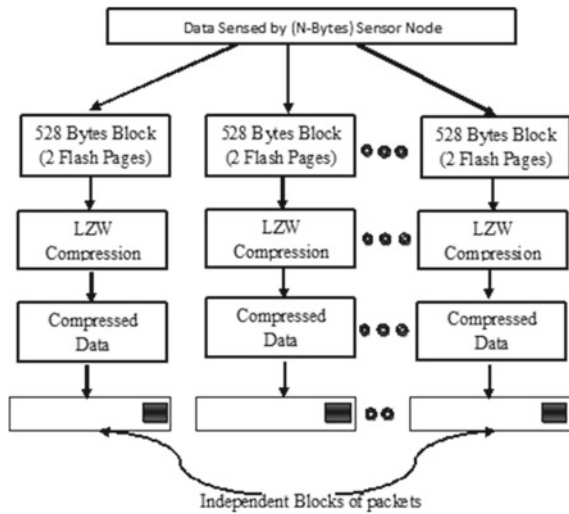 Data Sensed by (N-Bytes) Sensor Node
528 Bytes Block
(2 Flash Pages)
528 Bytes Block
(2 Flash Pages)
528 Bytes Block
(2 Flash Pages)
LZW
Compression
LZW
Compression
LZW
Compression
Compressed
Data
Compressed
Data
Compressed
Data
Independent Blocks of packets